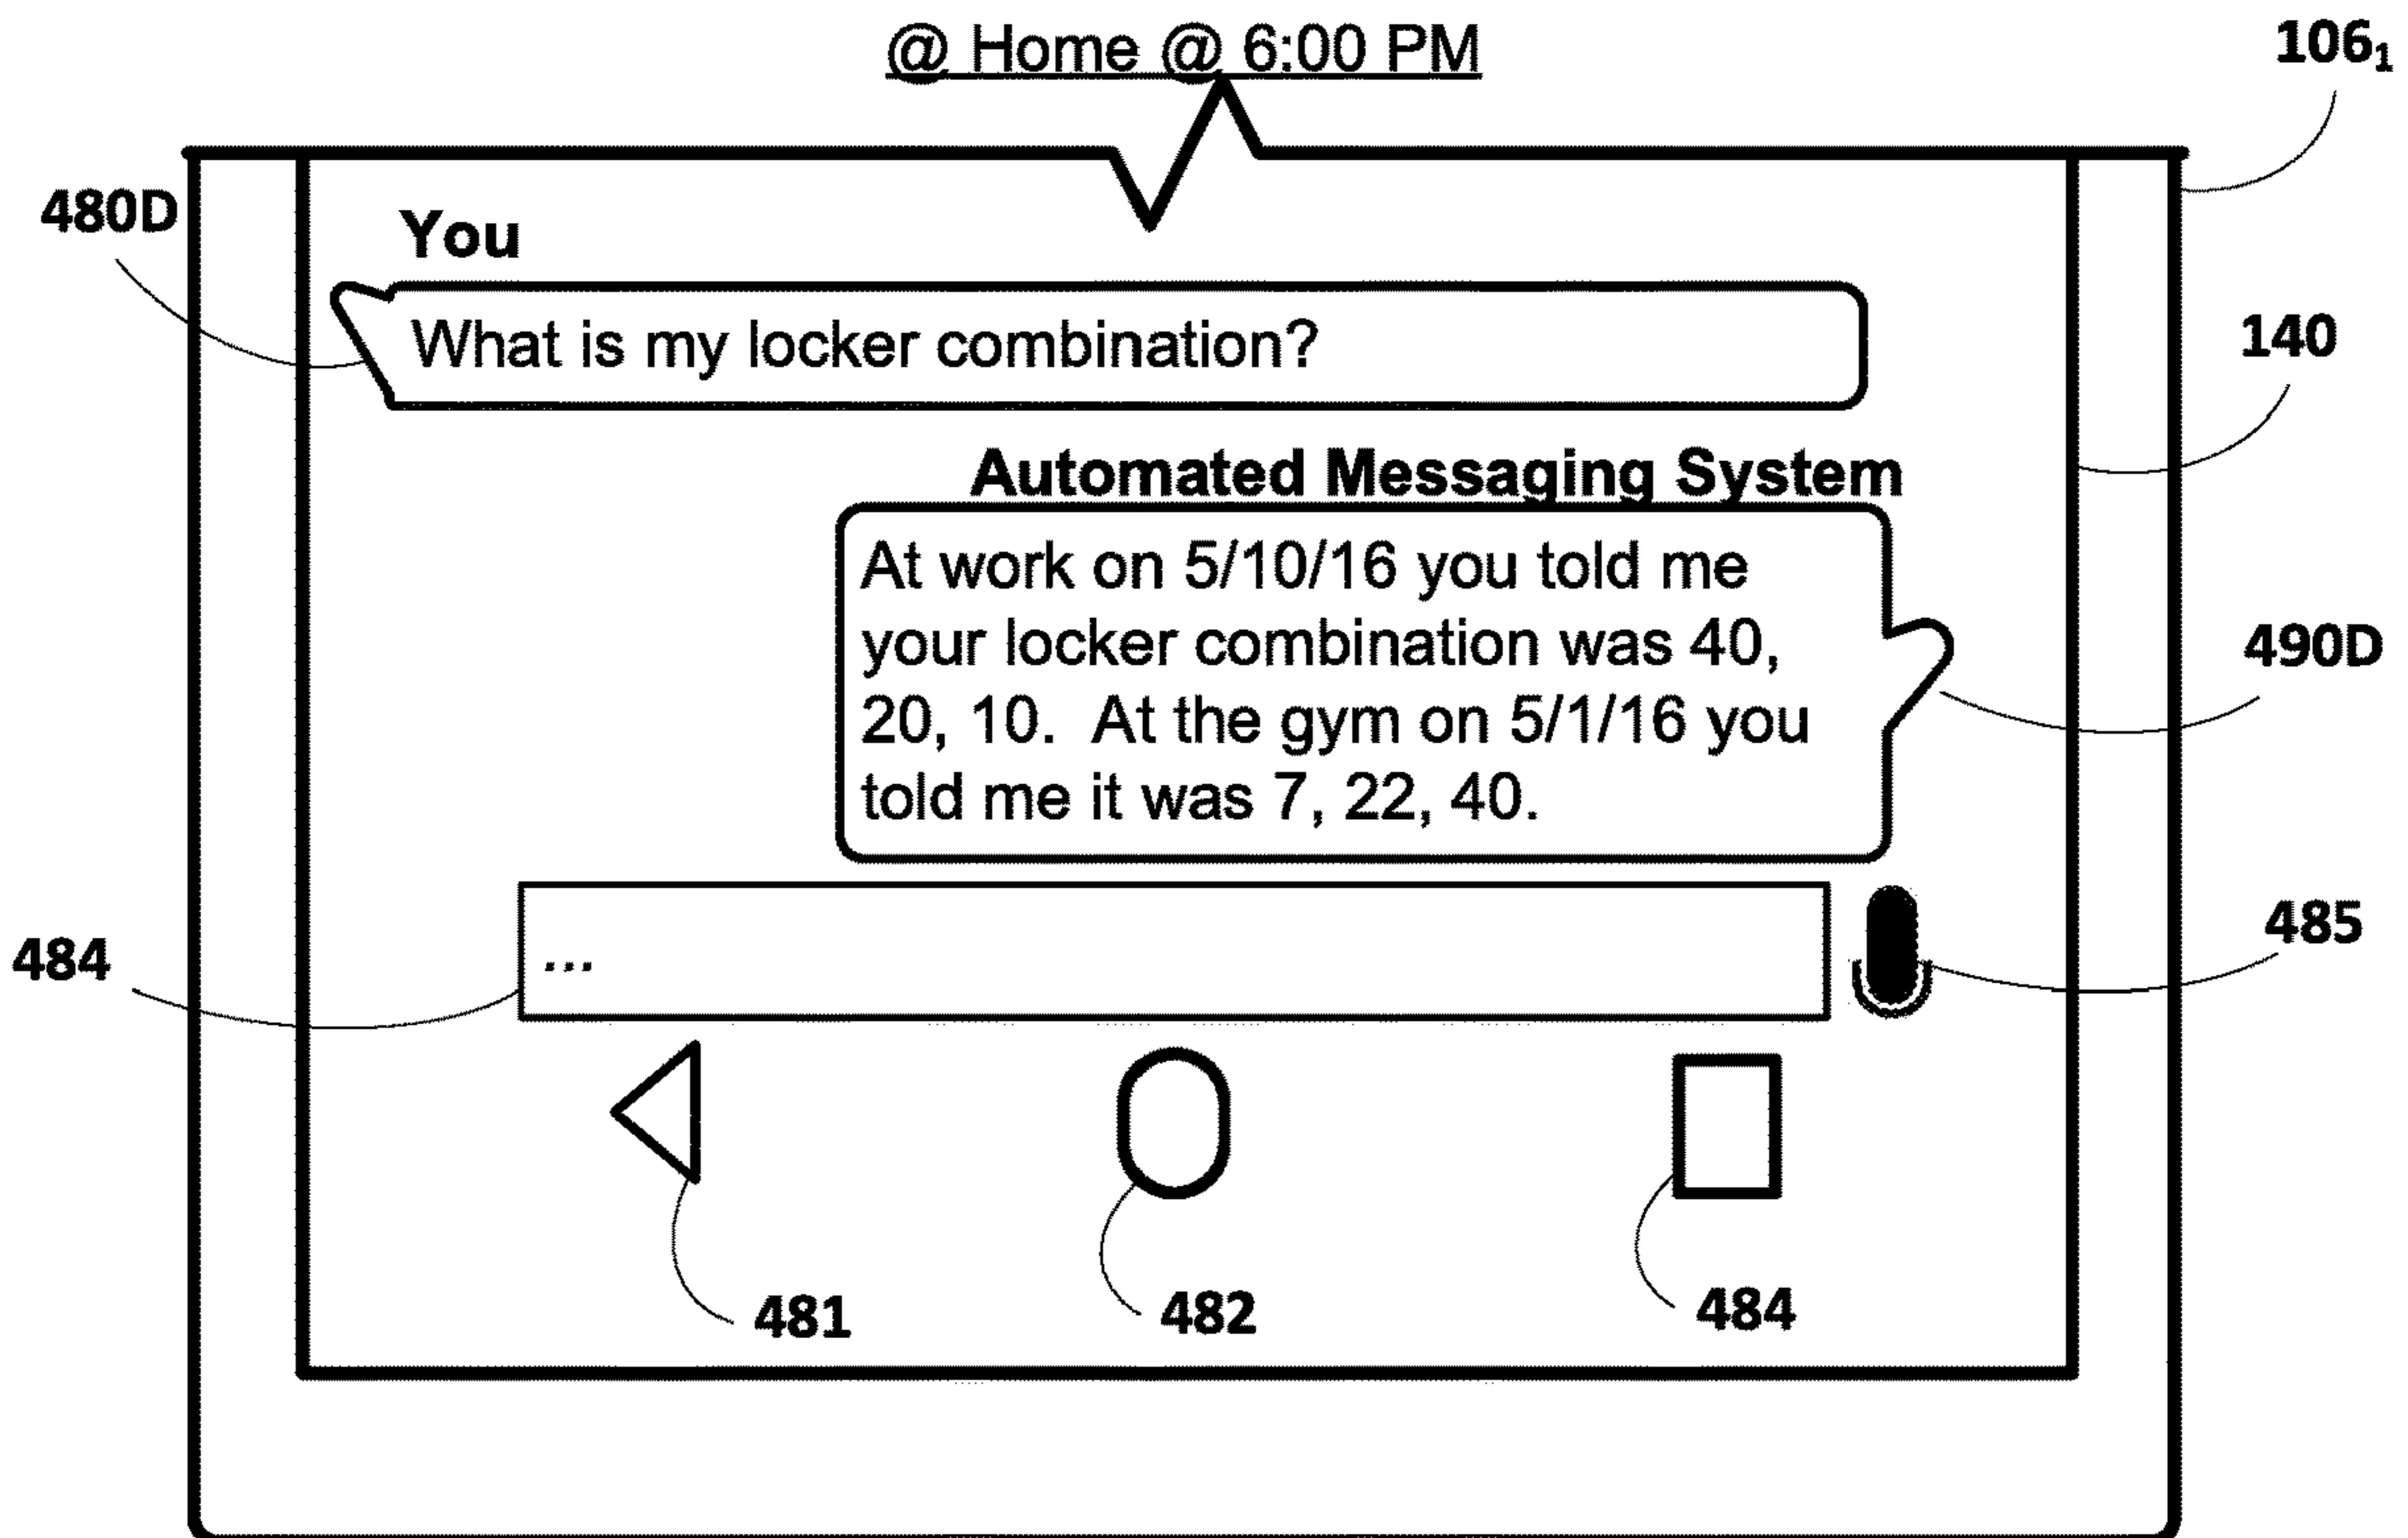 @ Home @ 6:00 PM
106₁
480D
You
What is my locker combination?
140
Automated Messaging System
At work on 5/10/16 you told me
your locker combination was 40,
20, 10.  At the gym on 5/1/16 you
told me it was 7, 22, 40.
490D
484
...
485
481
482
484